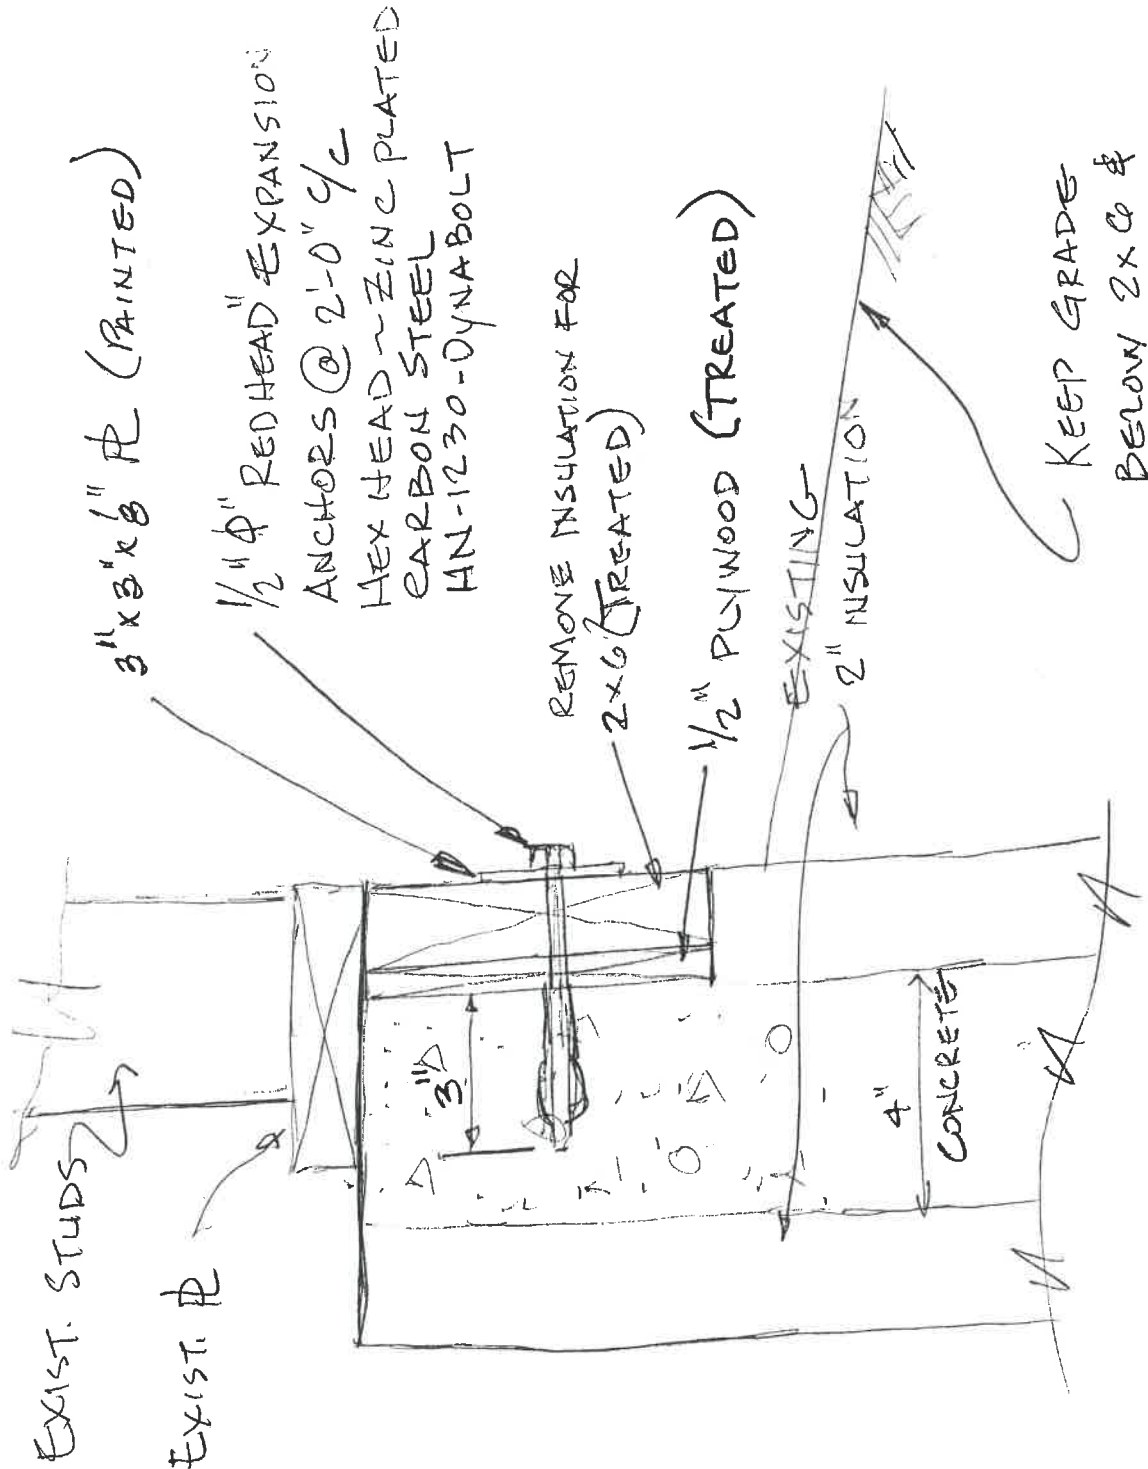 EXIST. STUDS
EXIST. PL
3" x 3" x 1/8" PL (PAINTED)
1/2" Φ "REDHEAD" EXPANSION
ANCHORS @ 2'-0" C/C
HEX HEAD ~ ZINC PLATED
CARBON STEEL
HN-1230-DYNABOLT
REMOVE INSULATION FOR
2x6 (TREATED)
1/2" PLYWOOD (TREATED)
EXISTING
2" INSULATION
3"
4"
CONCRETE
KEEP GRADE
BELOW 2x6 &